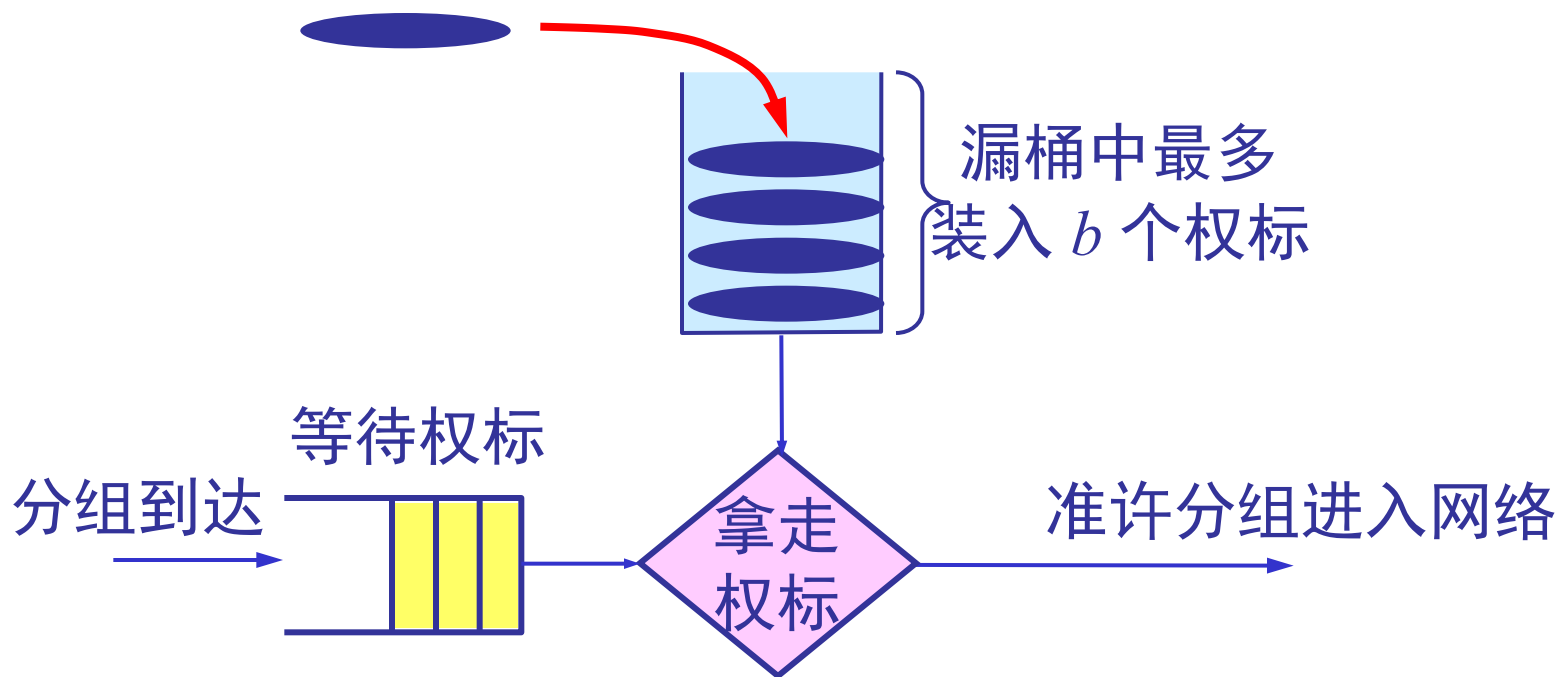 漏桶中最多
装入 b 个权标
等待权标
分组到达
拿走
权标
准许分组进入网络